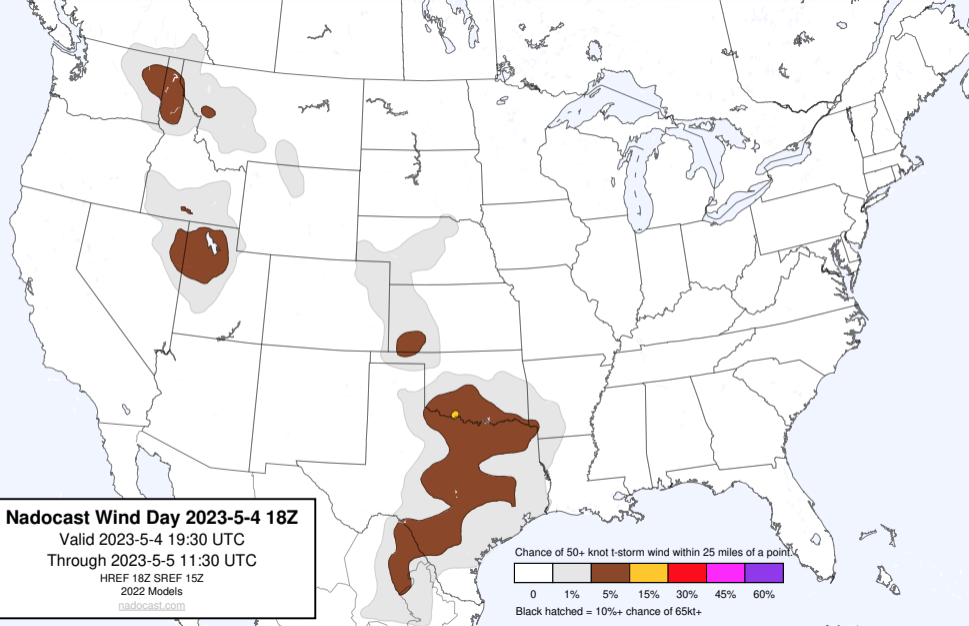 Nadocast Wind Day 2023-5-4 18Z
Valid 2023-5-4 19:30 UTC
Through 2023-5-5 11:30 UTC
HREF 18Z SREF 15Z
2022 Models
nadocast.com
Chance of 50+ knot t-storm wind within 25 miles of a point.
0 1% 5% 15% 30% 45% 60%
Black hatched = 10%+ chance of 65kt+